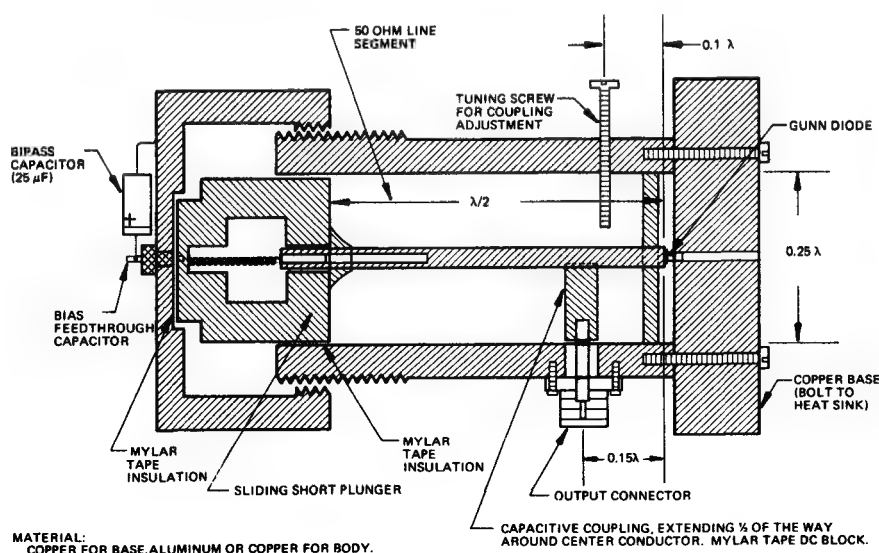 50 OHM LINE
SEGMENT
0.1 λ
TUNING SCREW
FOR COUPLING
ADJUSTMENT
GUNN DIODE
BIPASS
CAPACITOR
(25 µF)
+
λ/2
0.25 λ
BIAS
FEEDTHROUGH
CAPACITOR
COPPER BASE
(BOLT TO
HEAT SINK)
MYLAR
TAPE
INSULATION
MYLAR
TAPE
INSULATION
SLIDING SHORT PLUNGER
0.15λ
OUTPUT CONNECTOR
CAPACITIVE COUPLING, EXTENDING ⅓ OF THE WAY
AROUND CENTER CONDUCTOR. MYLAR TAPE DC BLOCK.
MATERIAL:
COPPER FOR BASE, ALUMINUM OR COPPER FOR BODY.